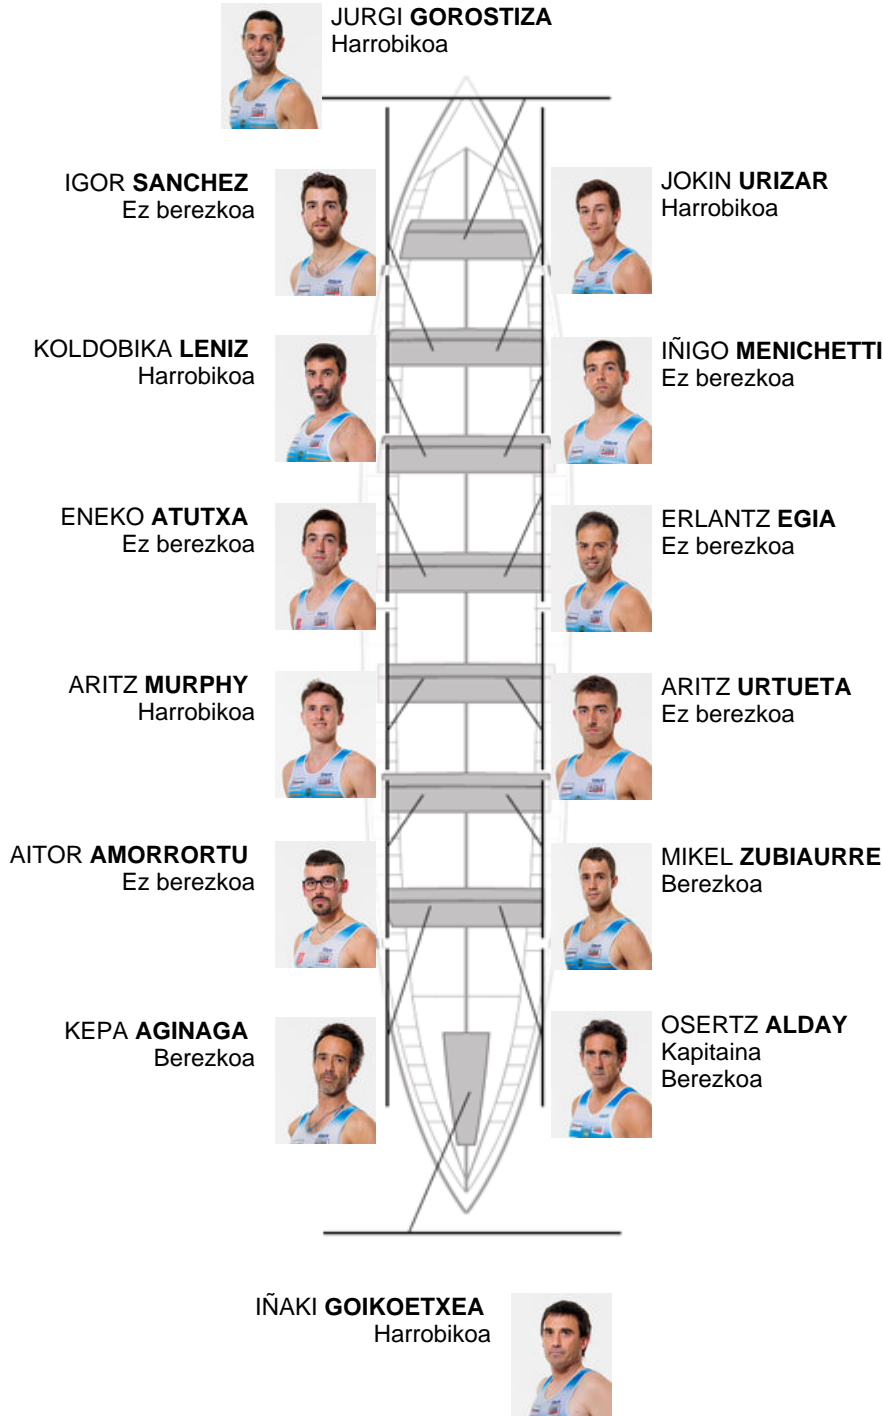 JURGI GOROSTIZA
Harrobikoa
IGOR SANCHEZ
Ez berezkoa
JOKIN URIZAR
Harrobikoa
KOLDOBIKA LENIZ
Harrobikoa
IÑIGO MENICHETTI
Ez berezkoa
ENEKO ATUTXA
Ez berezkoa
ERLANTZ EGIA
Ez berezkoa
ARITZ MURPHY
Harrobikoa
ARITZ URTUETA
Ez berezkoa
AITOR AMORRORTU
Ez berezkoa
MIKEL ZUBIAURRE
Berezkoa
KEPA AGINAGA
Berezkoa
OSERTZ ALDAY
Kapitaina
Berezkoa
IÑAKI GOIKOETXEA
Harrobikoa